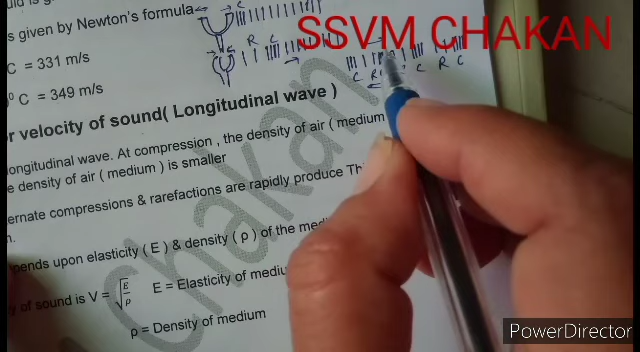 SSVM CHAKAN
s given by Newton's formula
C
R C
C = 331 m/s
C R C R C
0 C = 349 m/s
r velocity of sound( Longitudinal wave )
ongitudinal wave. At compression , the density of air ( medium
e density of air ( medium ) is smaller
ernate compressions & rarefactions are rapidly produce Th
n.
pends upon elasticity ( E ) & density ( ρ ) of the med
y of sound is V = √E/ρ E = Elasticity of mediu
ρ = Density of medium
Chakan
PowerDirector